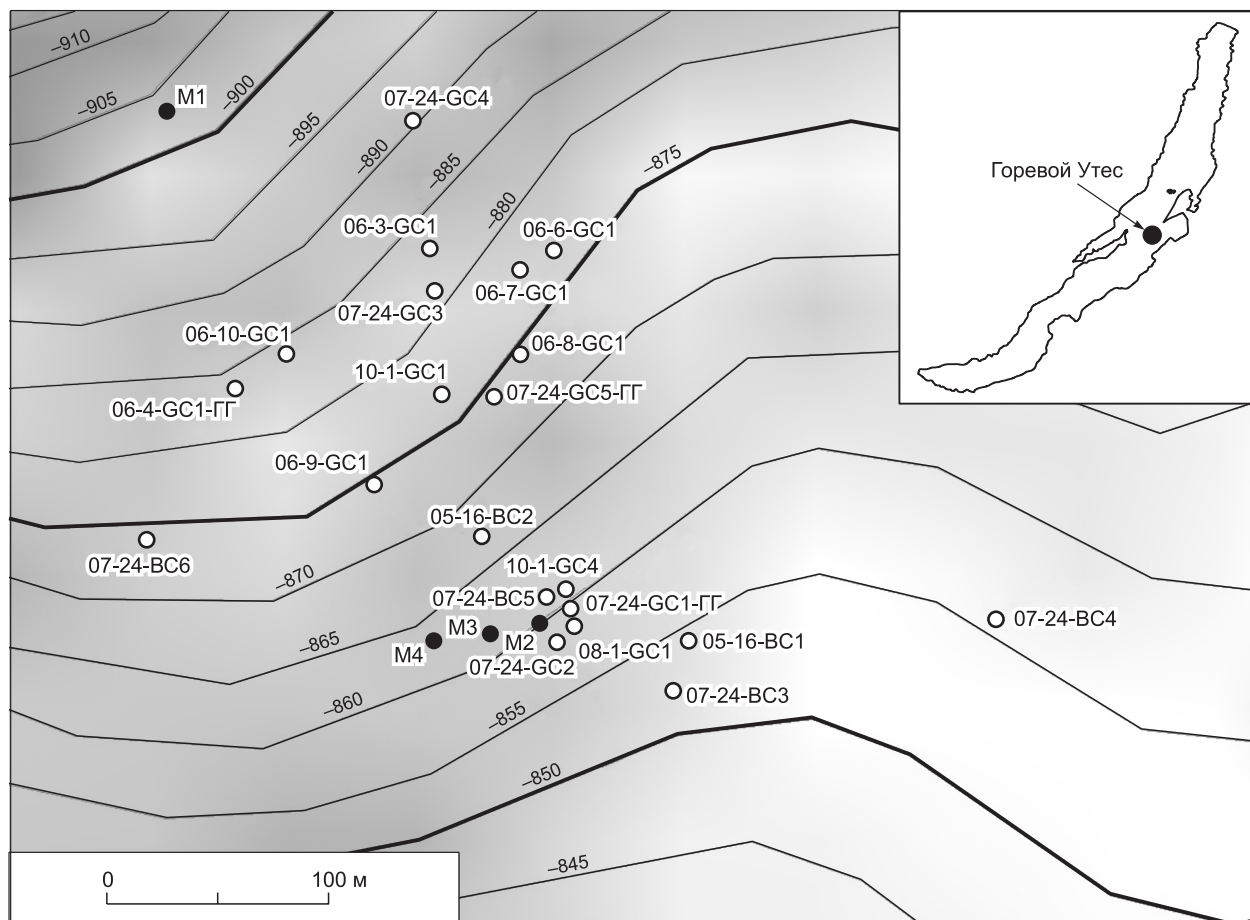 –910
–905
M1
–900
–895
07-24-GC4
–890
–885
–875
–880
Горевой Утес
06-3-GC1
06-6-GC1
06-7-GC1
07-24-GC3
06-10-GC1
06-8-GC1
10-1-GC1
07-24-GC5-ГГ
06-4-GC1-ГГ
06-9-GC1
05-16-BC2
07-24-BC6
–870
10-1-GC4
07-24-BC5
07-24-GC1-ГГ
M3
M2
M4
–865
08-1-GC1
05-16-BC1
07-24-BC4
07-24-GC2
07-24-BC3
–860
–855
–850
–845
0
100 м